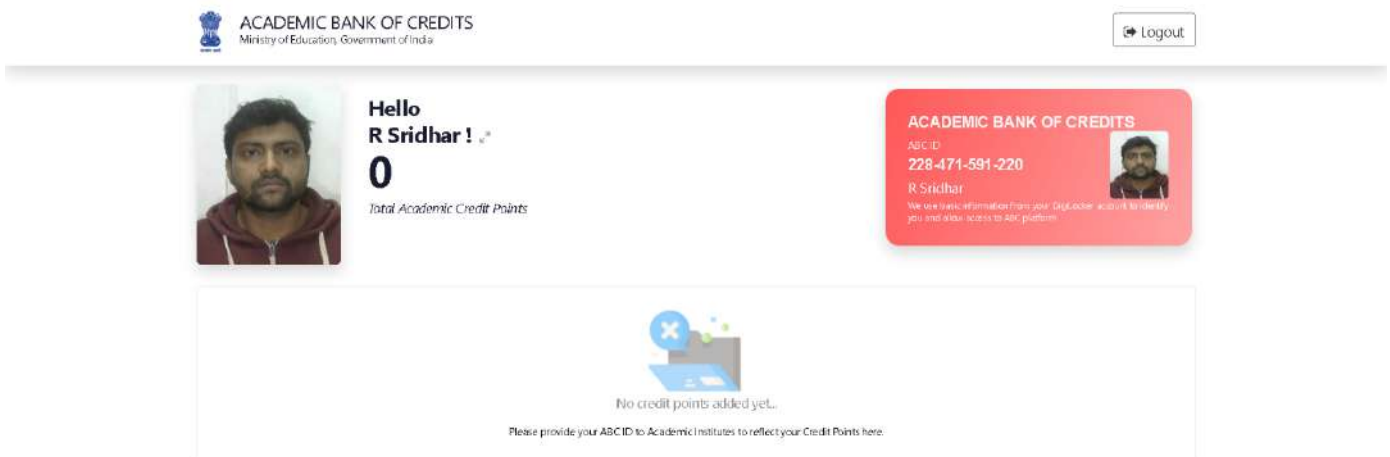 ACADEMIC BANK OF CREDITS
Ministry of Education, Government of India
Logout
Hello
R Sridhar !
0
Total Academic Credit Points
ACADEMIC BANK OF CREDITS
ABC ID
228-471-591-220
R Sridhar
We use basic information from your DigiLocker account to identify
you and allow access to ABC platform
No credit points added yet...
Please provide your ABC ID to Academic Institutes to reflect your Credit Points here.